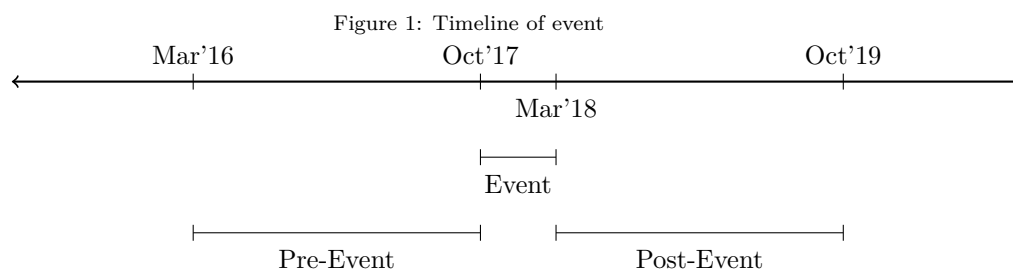 Figure 1: Timeline of event
Mar'16 Oct'17 Oct'19
Mar'18
Event
Pre-Event Post-Event